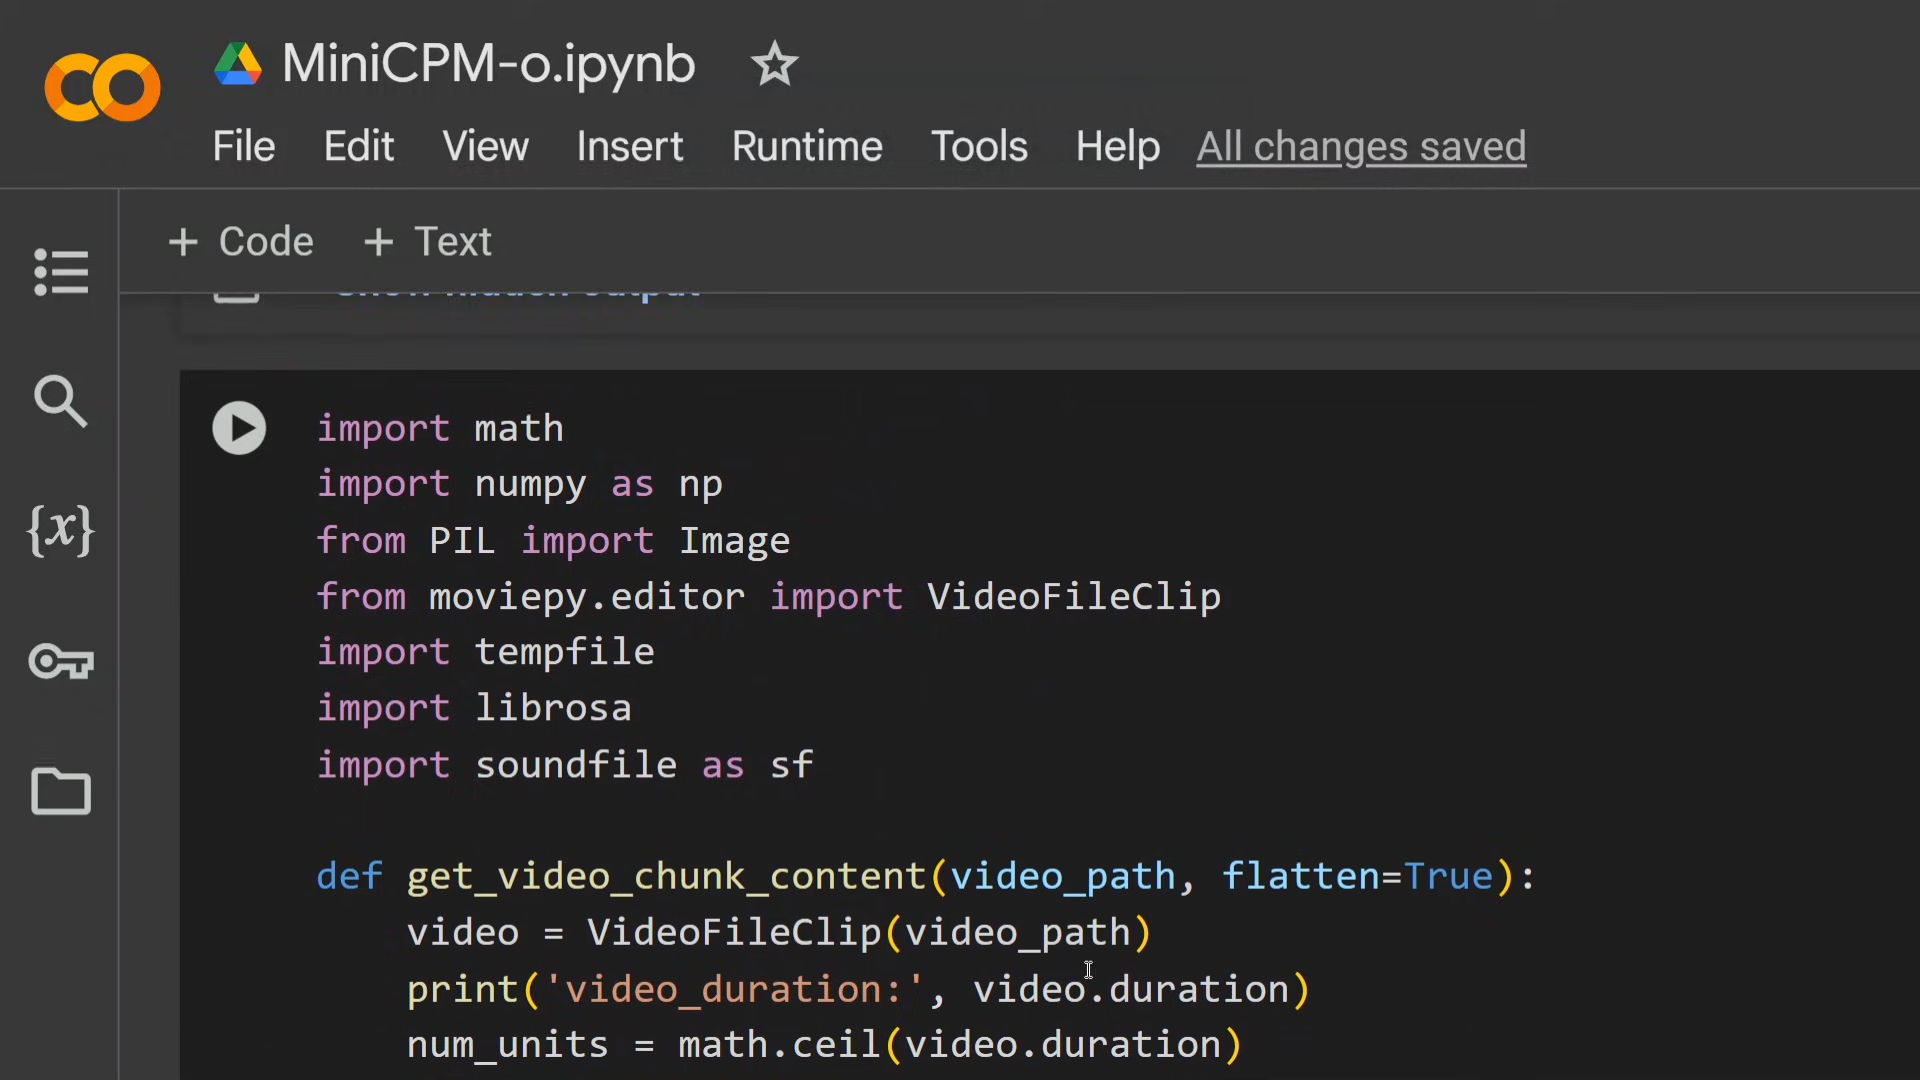 MiniCPM-o.ipynb
File Edit View Insert Runtime Tools Help All changes saved
+ Code + Text
{x}
import math
import numpy as np
from PIL import Image
from moviepy.editor import VideoFileClip
import tempfile
import librosa
import soundfile as sf
def get_video_chunk_content(video_path, flatten=True):
video = VideoFileClip(video_path)
print('video_duration:', video.duration)
num_units = math.ceil(video.duration)